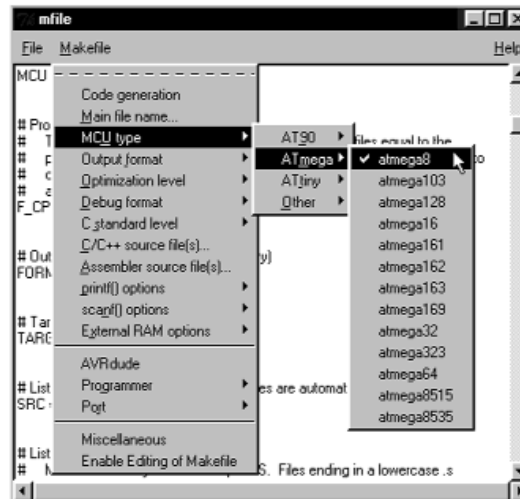 mfile
File Makefile Help
MCU
Code generation
Main file name...
MCU type
Output format
Optimization level
Debug format
C standard level
C/C++ source file(s)...
Assembler source file(s)...
printf() options
scanf() options
External RAM options
AVRdude
Programmer
Port
Miscellaneous
Enable Editing of Makefile
AT90
ATmega
ATtiny
Other
atmega8
atmega103
atmega128
atmega16
atmega161
atmega162
atmega163
atmega169
atmega32
atmega323
atmega64
atmega8515
atmega8535
# Pro
# T files equal to the
# p to
# c
# a
F_CP
# Out y)
FORM
# Tar
TARG
# List es are automat
SRC
# List
# S. Files ending in a lowercase .s